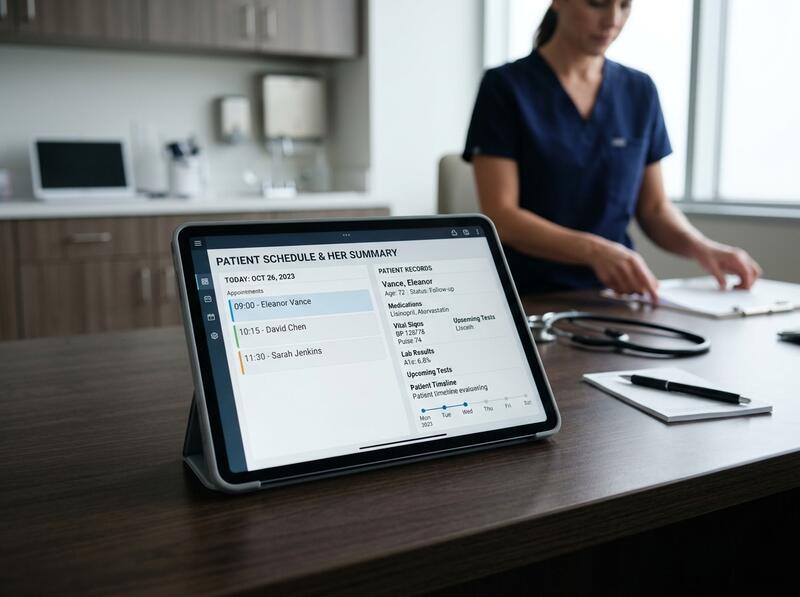 PATIENT SCHEDULE & HER SUMMARY
TODAY: OCT 26, 2023
Appointments
09:00 - Eleanor Vance
10:15 - David Chen
11:30 - Sarah Jenkins
PATIENT RECORDS
Vance, Eleanor
Age: 72 | Status: Follow-up
Medications
Lisinopril, Atorvastatin
Vital Signs
BP 128/78
Pulse 74
Upseming Tests
Lab Results
A1s: 6.8%
Upcoming Tests
Patient Timeline
Patient timeline evaluering
Mon Tue Wed Thu Fri Sat
2023